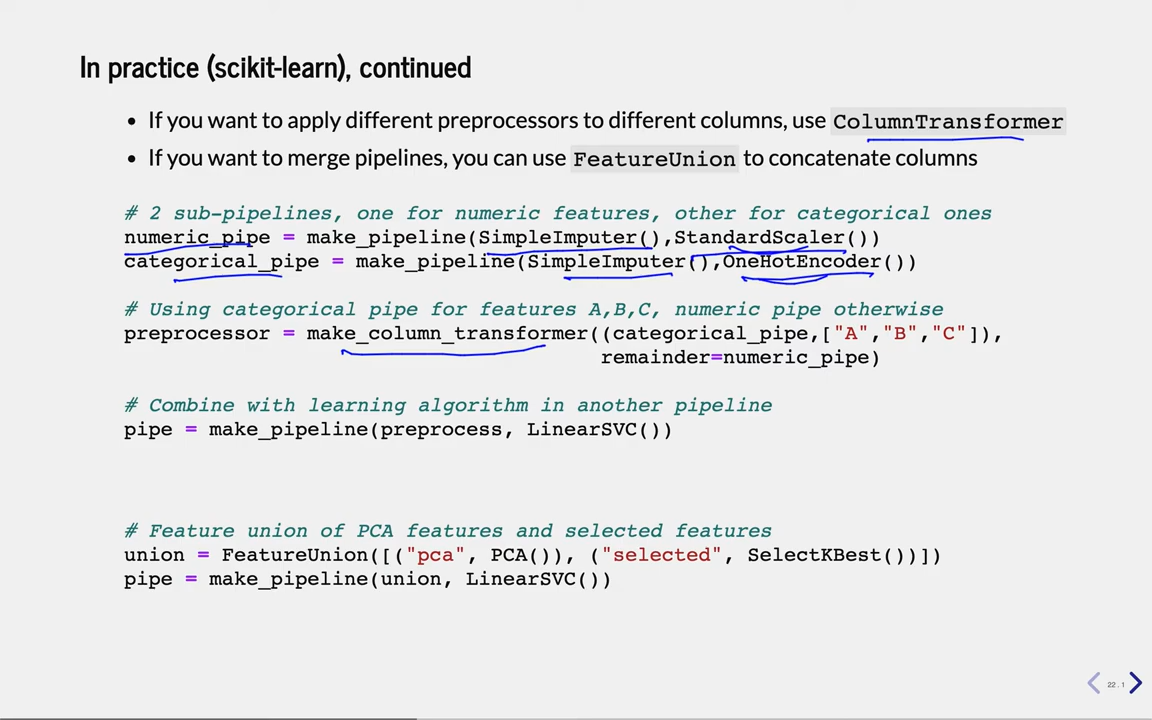 In practice (scikit-learn), continued
• If you want to apply different preprocessors to different columns, use ColumnTransformer
• If you want to merge pipelines, you can use FeatureUnion to concatenate columns
# 2 sub-pipelines, one for numeric features, other for categorical ones
numeric_pipe = make_pipeline(SimpleImputer(),StandardScaler())
categorical_pipe = make_pipeline(SimpleImputer(),OneHotEncoder())
# Using categorical pipe for features A,B,C, numeric pipe otherwise
preprocessor = make_column_transformer((categorical_pipe,["A","B","C"]),
remainder=numeric_pipe)
# Combine with learning algorithm in another pipeline
pipe = make_pipeline(preprocess, LinearSVC())
# Feature union of PCA features and selected features
union = FeatureUnion([("pca", PCA()), ("selected", SelectKBest())])
pipe = make_pipeline(union, LinearSVC())
22.1